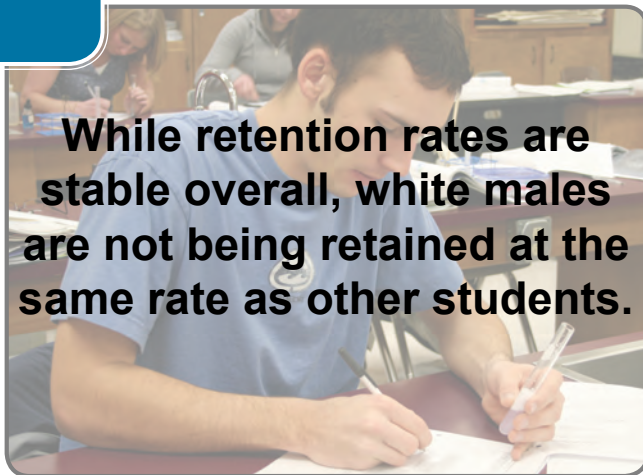 While retention rates are
stable overall, white males
are not being retained at the
same rate as other students.